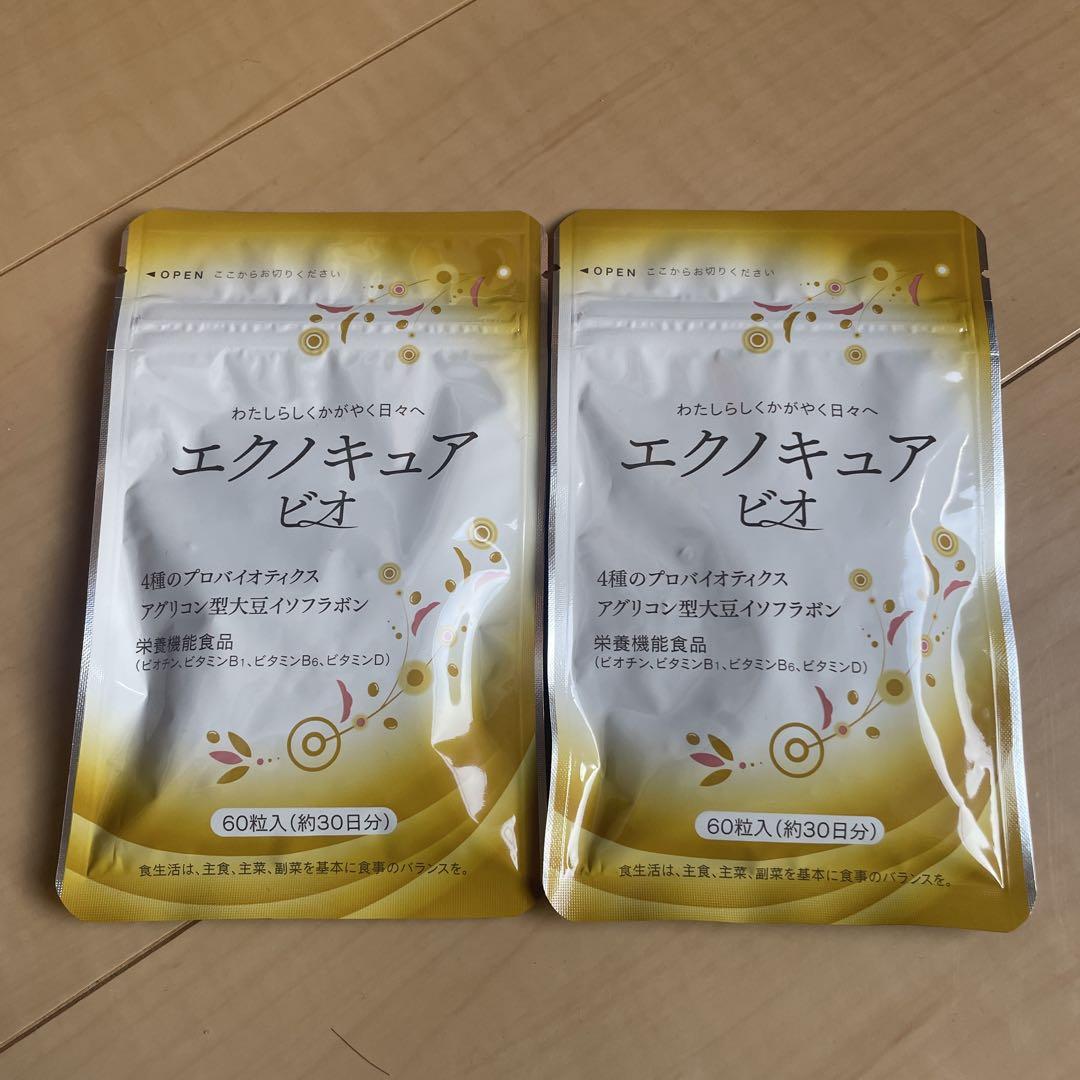 ◄OPEN ここからお切りください
わたしらしくかがやく日々へ
エクノキュア
ビオ
4種のプロバイオティクス
アグリコン型大豆イソフラボン
栄養機能食品
(ビオチン、ビタミンB1、ビタミンB6、ビタミンD)
60粒入(約30日分)
食生活は、主食、主菜、副菜を基本に食事のバランスを。
◄OPEN ここからお切りください
わたしらしくかがやく日々へ
エクノキュア
ビオ
4種のプロバイオティクス
アグリコン型大豆イソフラボン
栄養機能食品
(ビオチン、ビタミンB1、ビタミンB6、ビタミンD)
60粒入(約30日分)
食生活は、主食、主菜、副菜を基本に食事のバランスを。